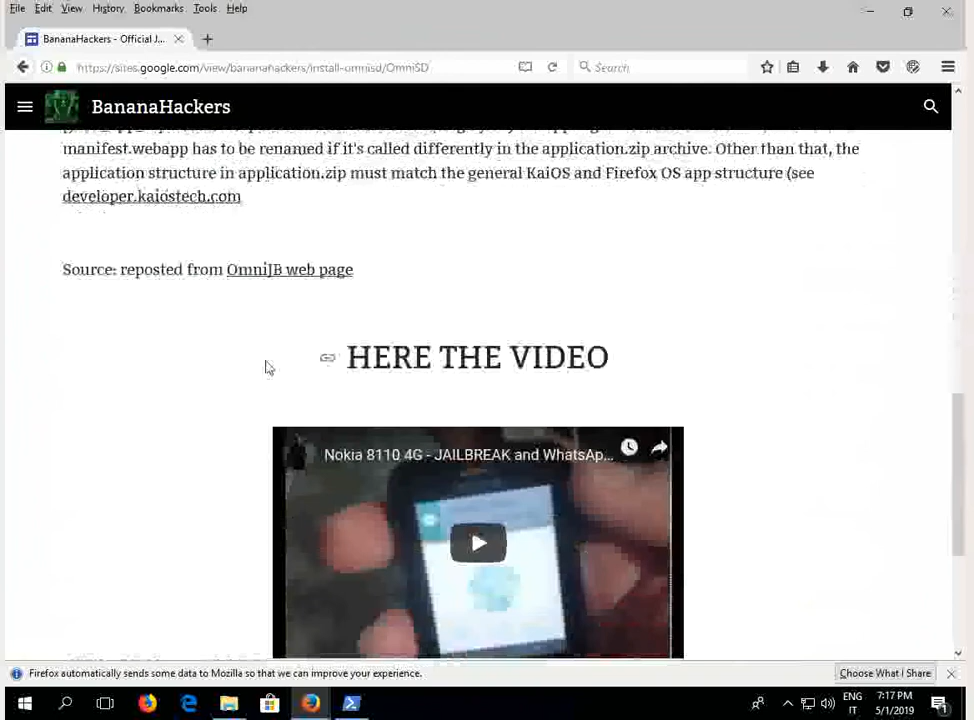 File Edit View History Bookmarks Tools Help
BananaHackers - Official J...
https://sites.google.com/view/bananahackers/install-omnisd/OmniSD
Search
BananaHackers
manifest.webapp has to be renamed if it's called differently in the application.zip archive. Other than that, the
application structure in application.zip must match the general KaiOS and Firefox OS app structure (see
developer.kaiostech.com
Source: reposted from OmniJB web page
HERE THE VIDEO
Nokia 8110 4G - JAILBREAK and WhatsAp...
Firefox automatically sends some data to Mozilla so that we can improve your experience.
Choose What I Share
ENG
IT
7:17 PM
5/1/2019